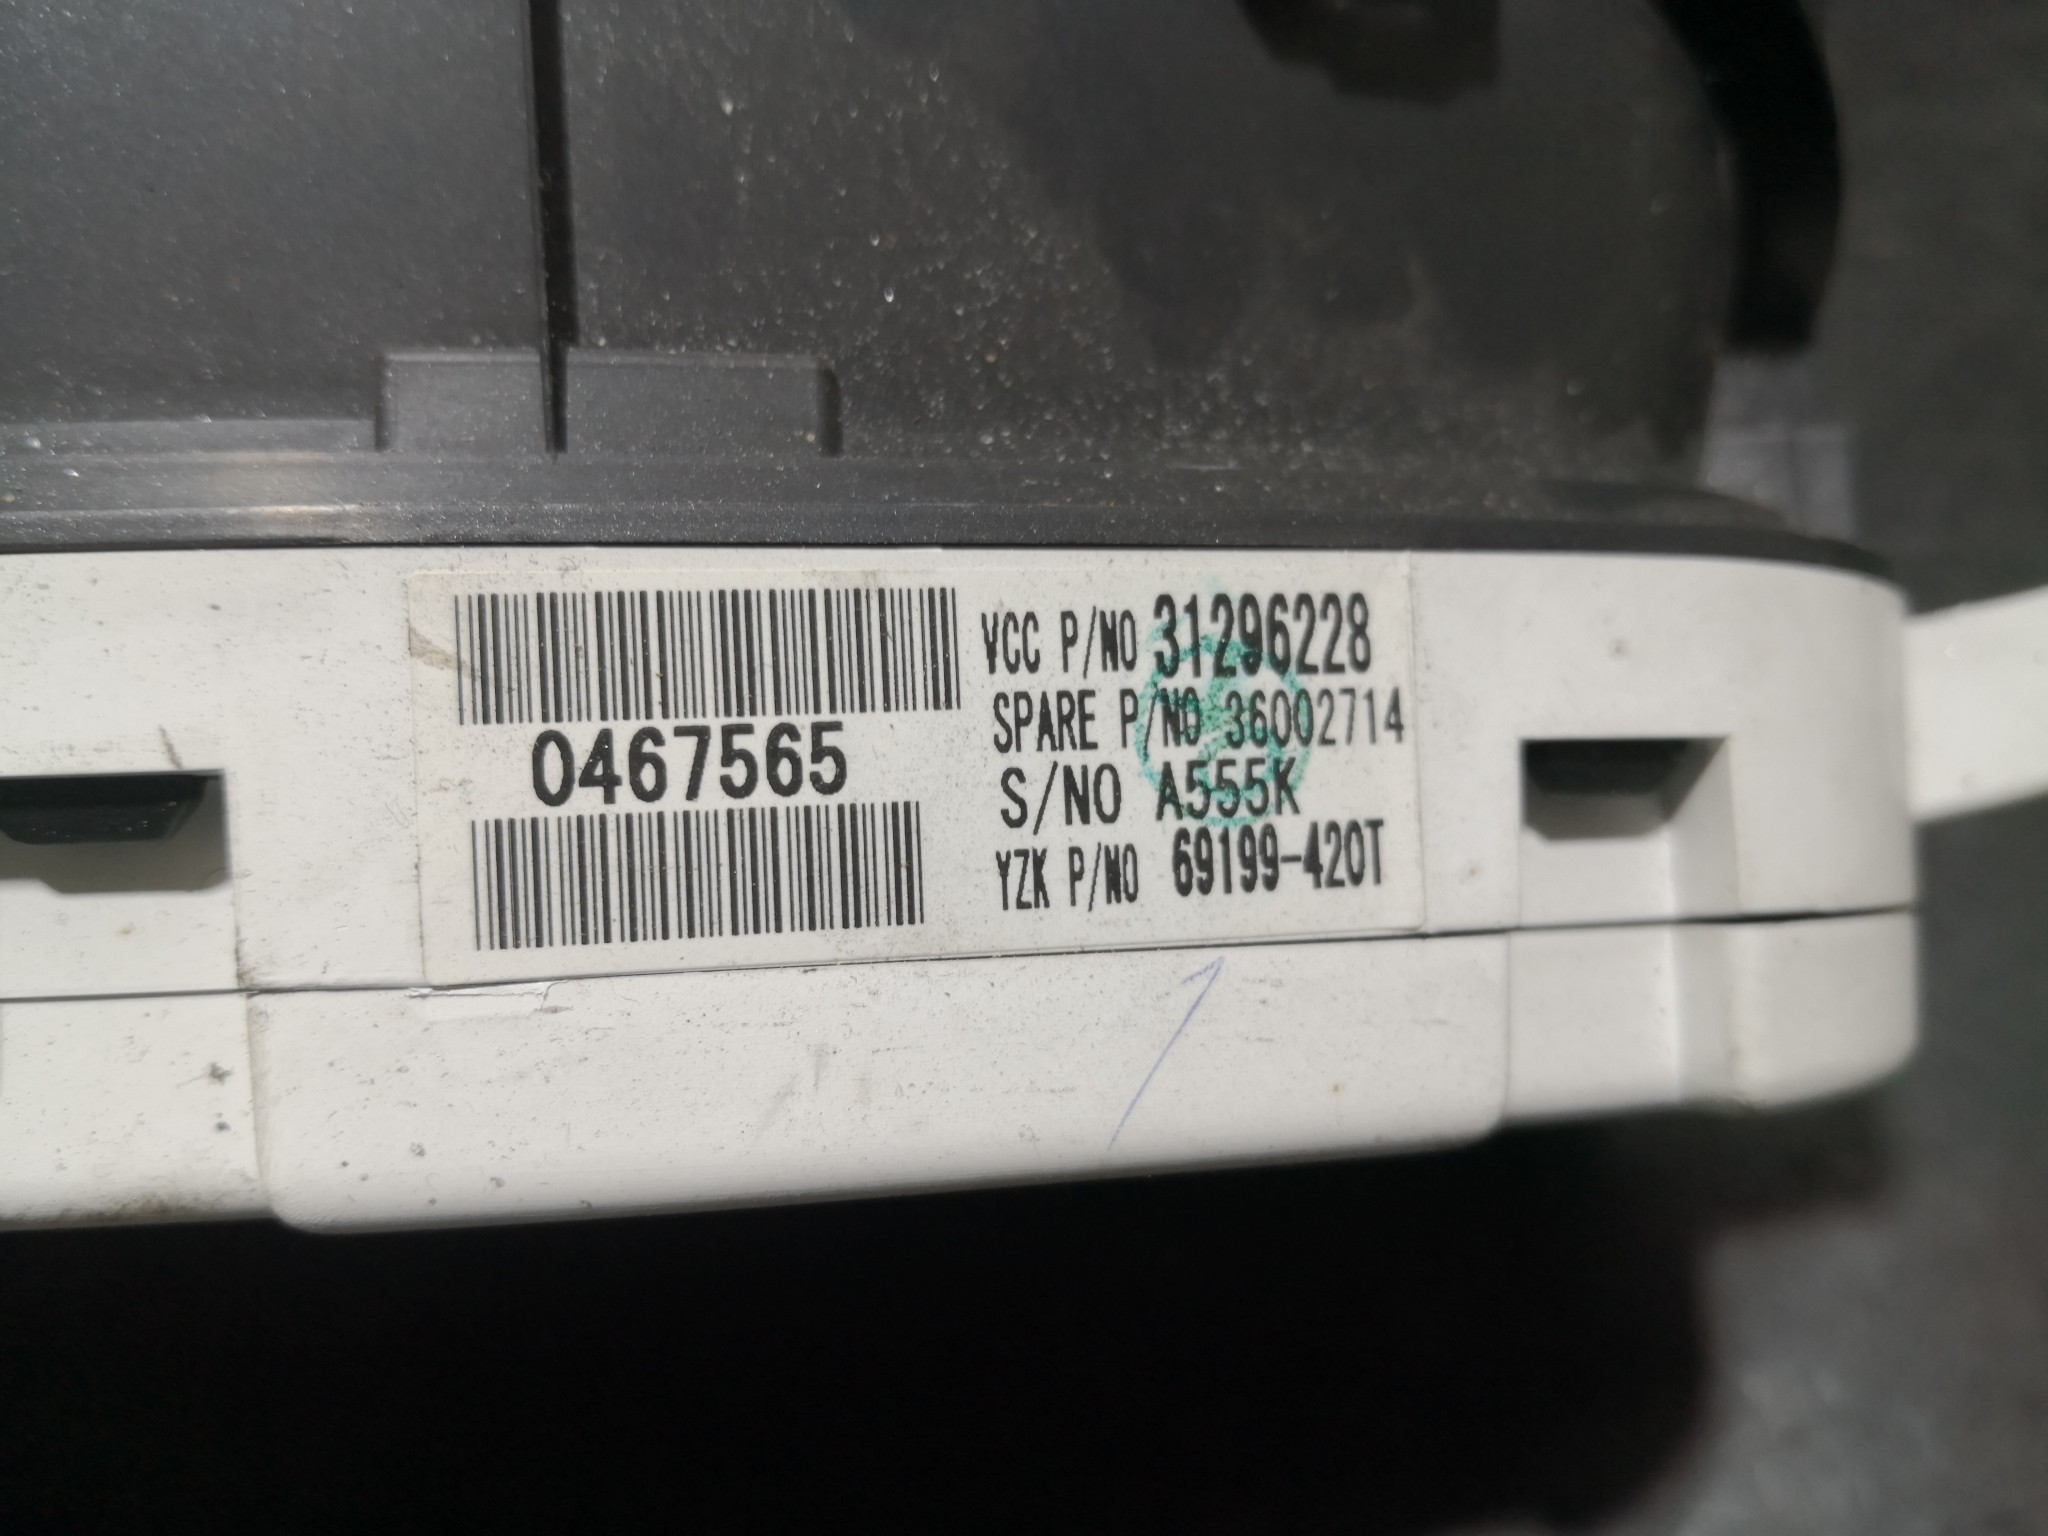 0467565
VCC P/NO 31296228
SPARE P/NO 36002714
S/NO A555K
YZK P/NO 69199-420T